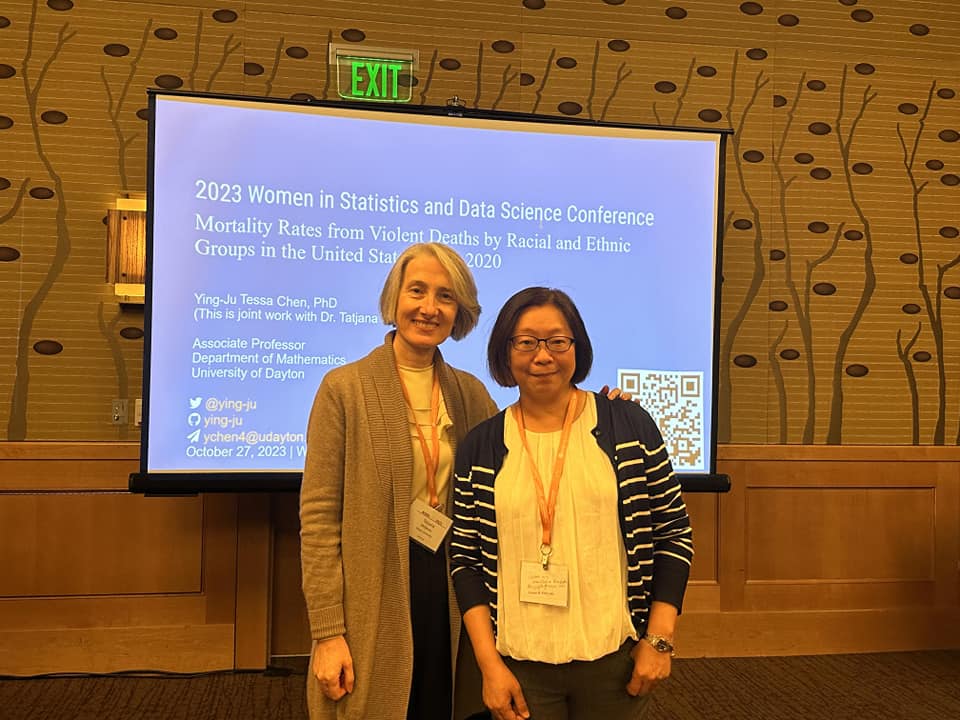 EXIT
2023 Women in Statistics and Data Science Conference
Mortality Rates from Violent Deaths by Racial and Ethnic
Groups in the United 2020
Ying-Ju Tessa Chen, PhD
(This is joint work with Dr. Tatjana
Associate Professor
Department of Mathematics
University of Dayton
@ying-ju
ying-ju
ychen4@udayton
October 27, 2023 |